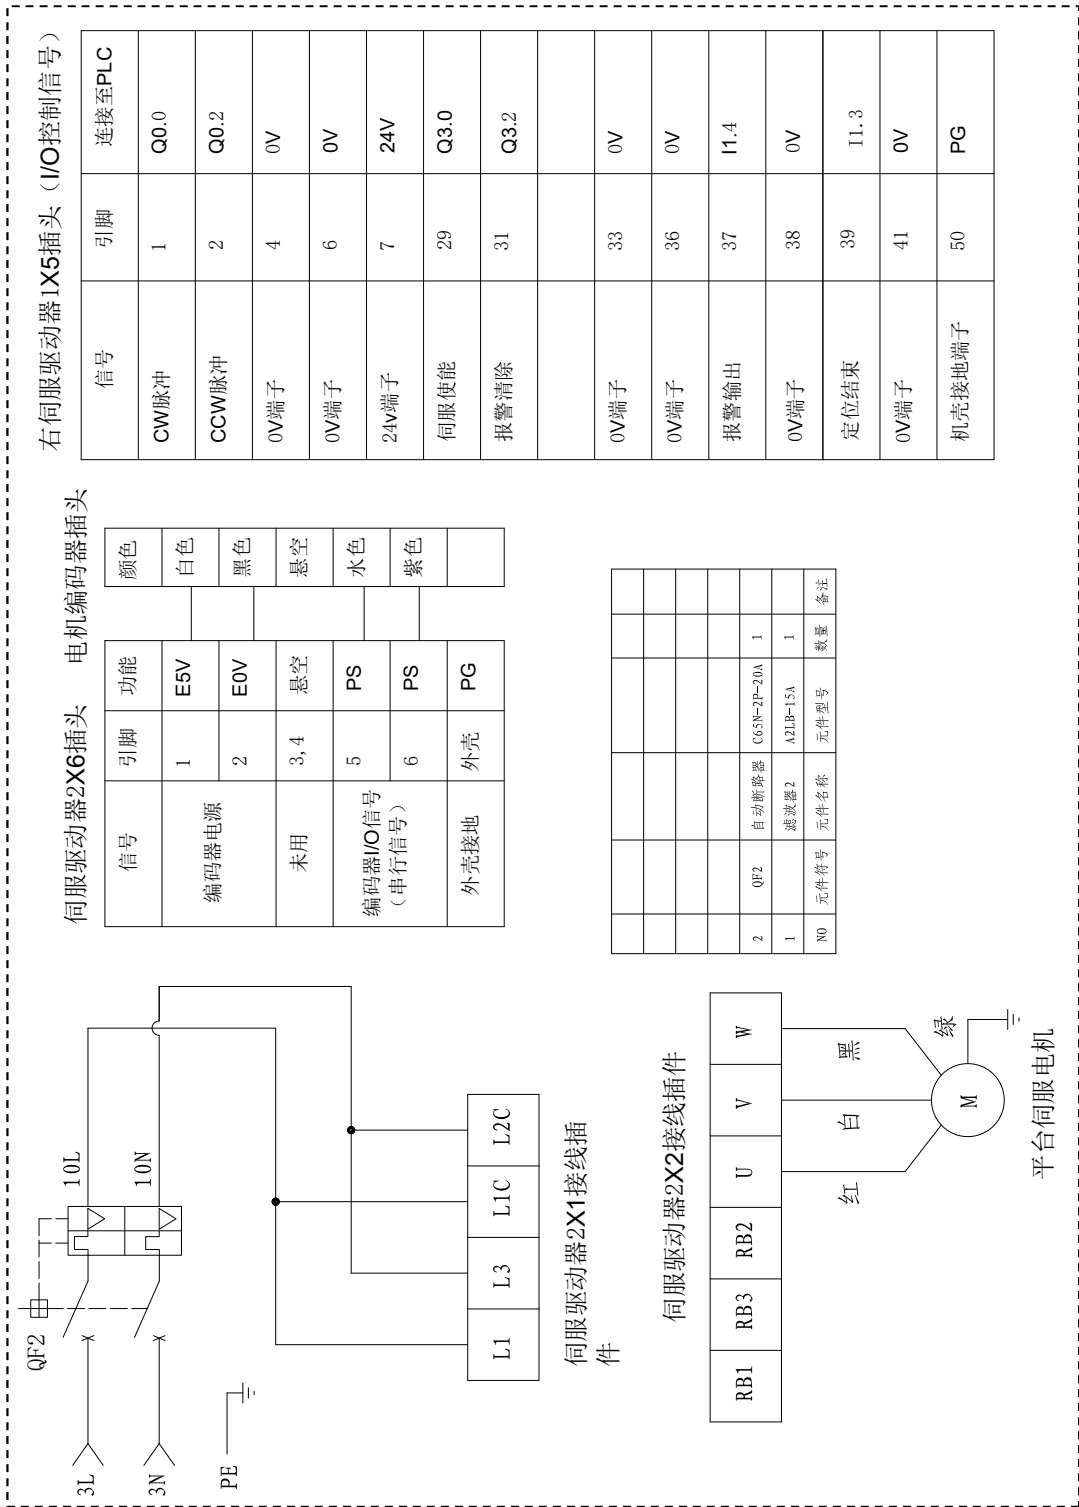 QF2
3L
3N
10L
10N
PE
L1 L3 L1C L2C
伺服驱动器2X1接线插
件
伺服驱动器2X2接线插件
RB1 RB3 RB2 U V W
红 白 黑 绿
M
平台伺服电机
伺服驱动器2X6插头 电机编码器插头
信号 引脚 功能 颜色
编码器电源 1 E5V 白色
2 E0V 黑色
未用 3,4 悬空 悬空
编码器I/O信号
（串行信号）
5 PS 水色
6 PS 紫色
外壳接地 外壳 PG
2 QF2 自动断路器 C65N-2P-20A 1
1 滤波器2 A2LB-15A 1
NO 元件符号 元件名称 元件型号 数量 备注
右伺服驱动器1X5插头（I/O控制信号）
信号 引脚 连接至PLC
CW脉冲 1 Q0.0
CCW脉冲 2 Q0.2
0V端子 4 0V
0V端子 6 0V
24v端子 7 24V
伺服使能 29 Q3.0
报警清除 31 Q3.2
0V端子 33 0V
0V端子 36 0V
报警输出 37 I1.4
0V端子 38 0V
定位结束 39 I1.3
0V端子 41 0V
机壳接地端子 50 PG